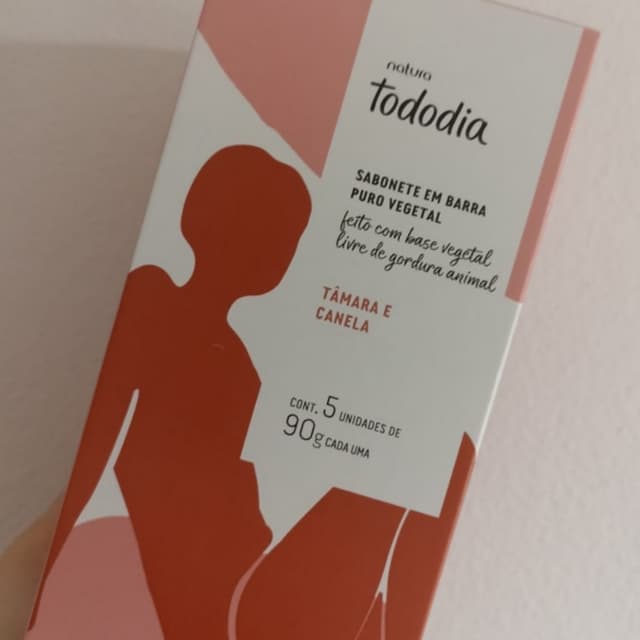 natura
tododia
SABONETE EM BARRA
PURO VEGETAL
feito com base vegetal
livre de gordura animal
TÂMARA E
CANELA
CONT. 5 UNIDADES DE
90g CADA UMA